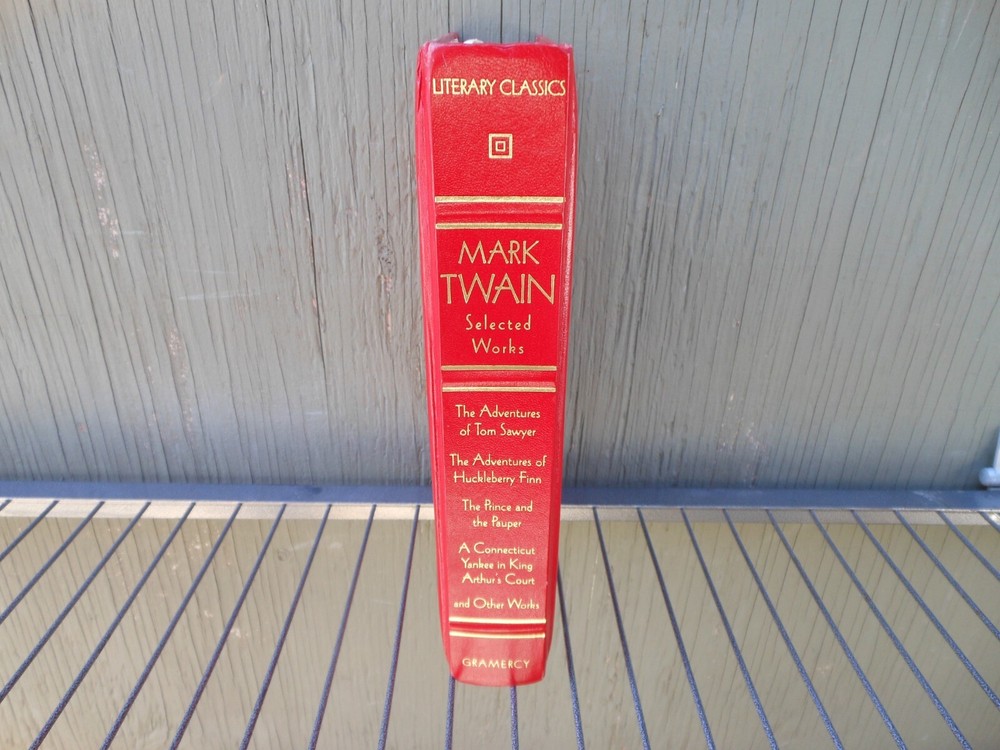 LITERARY CLASSICS
MARK
TWAIN
Selected
Works
The Adventures
of Tom Sawyer
The Adventures of
Huckleberry Finn
The Prince and
the Pauper
A Connecticut
Yankee in King
Arthur's Court
and Other Works
GRAMERCY